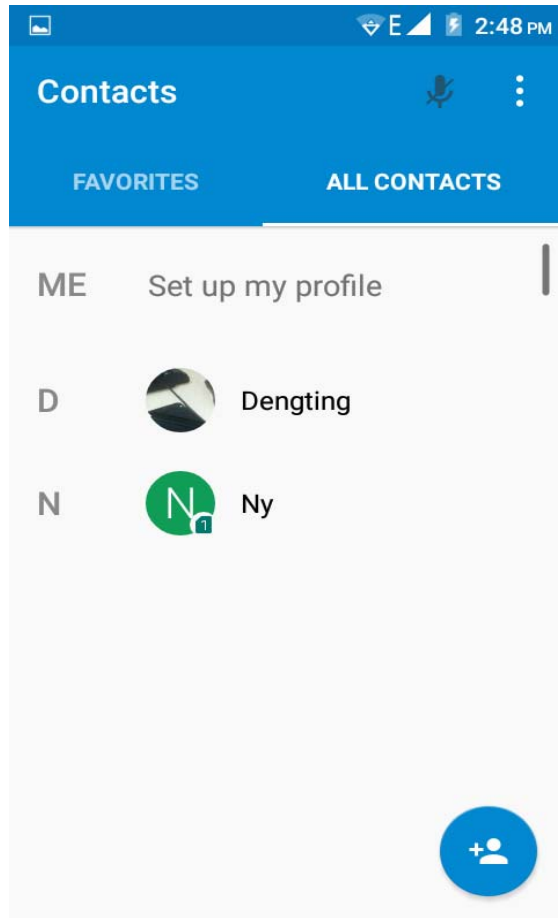 E 2:48 PM
Contacts
FAVORITES ALL CONTACTS
ME Set up my profile
D Dengting
N N 1 Ny